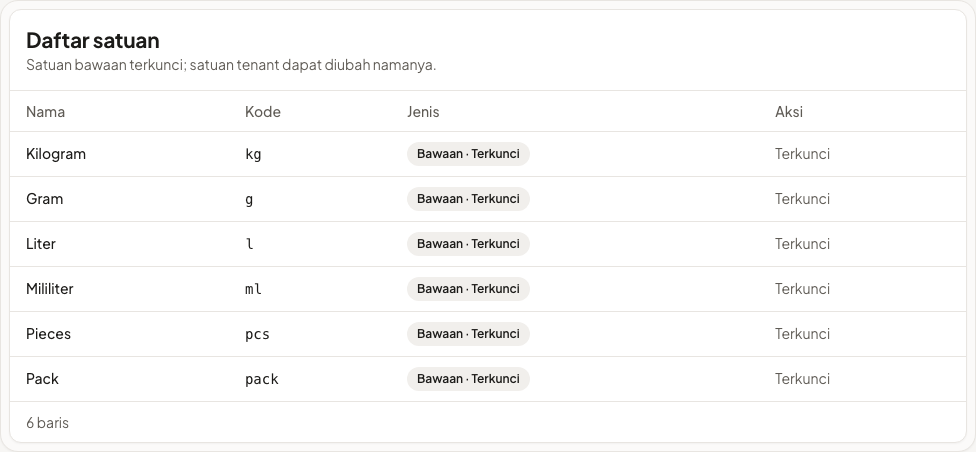 Daftar satuan
Satuan bawaan terkunci; satuan tenant dapat diubah namanya.
Nama Kode Jenis Aksi
Kilogram kg Bawaan · Terkunci Terkunci
Gram g Bawaan · Terkunci Terkunci
Liter l Bawaan · Terkunci Terkunci
Mililiter ml Bawaan · Terkunci Terkunci
Pieces pcs Bawaan · Terkunci Terkunci
Pack pack Bawaan · Terkunci Terkunci
6 baris